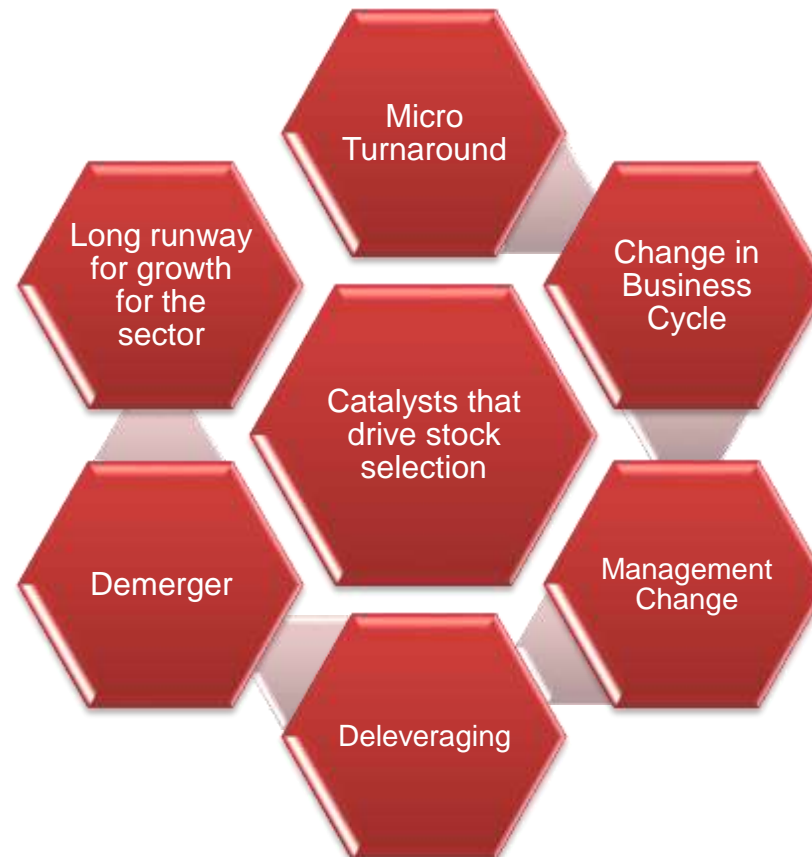 Micro
Turnaround
Long runway
for growth
for the
sector
Change in
Business
Cycle
Catalysts that
drive stock
selection
Demerger
Management
Change
Deleveraging